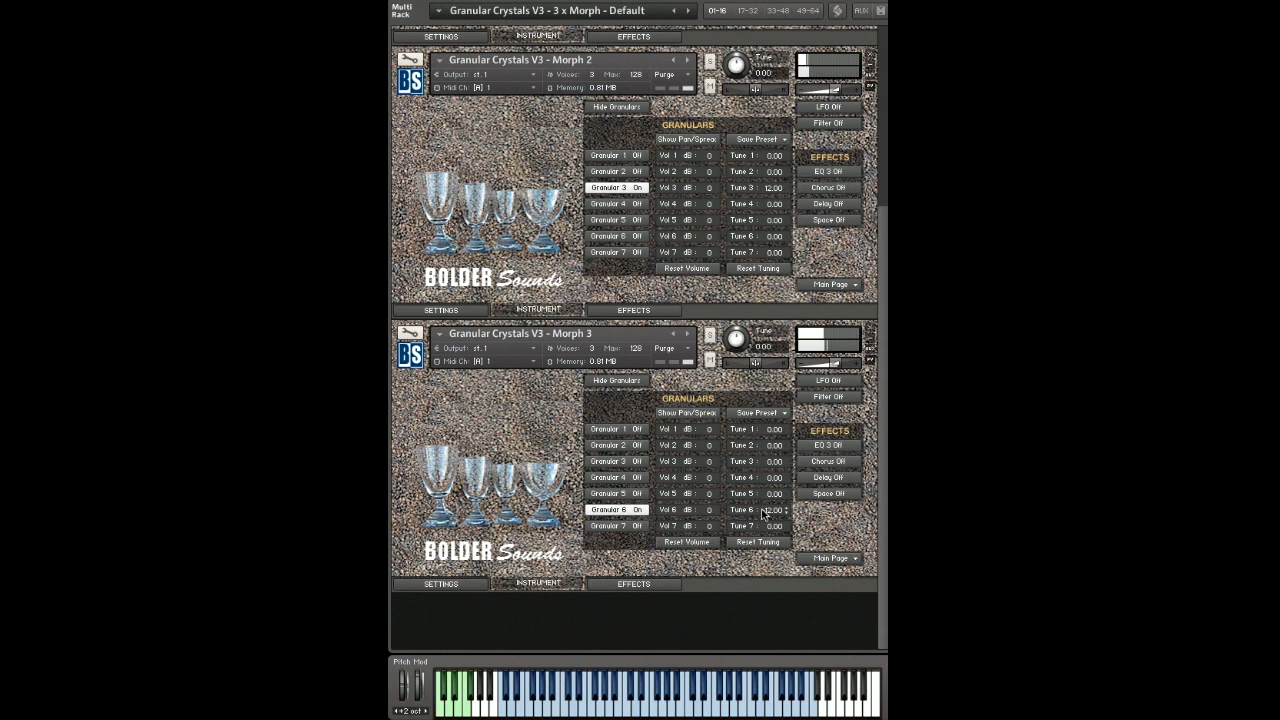 Multi Rack
Granular Crystals V3 - 3 x Morph - Default
01-16 17-32 33-48 49-64 AUX
SETTINGS INSTRUMENT EFFECTS
Granular Crystals V3 - Morph 2 S Tune
Output: st.1 Voices: 3 Max: 128 Purge 0.00
Midi Ch: [A] 1 Memory: 0.81 MB M
BS
Hide Granulars LFO Off
GRANULARS Filter Off
Show Pan/Spread Save Preset
Granular 1 Off Vol 1 dB: 0 Tune 1: 0.00 EFFECTS
Granular 2 Off Vol 2 dB: 0 Tune 2: 0.00 EQ 3 Off
Granular 3 On Vol 3 dB: 0 Tune 3: 12.00 Chorus Off
Granular 4 Off Vol 4 dB: 0 Tune 4: 0.00 Delay Off
Granular 5 Off Vol 5 dB: 0 Tune 5: 0.00 Space Off
Granular 6 Off Vol 6 dB: 0 Tune 6: 0.00
Granular 7 Off Vol 7 dB: 0 Tune 7: 0.00
Reset Volume Reset Tuning
BOLDER Sounds Main Page
SETTINGS INSTRUMENT EFFECTS
Granular Crystals V3 - Morph 3 S Tune
Output: st.1 Voices: 3 Max: 128 Purge 0.00
Midi Ch: [A] 1 Memory: 0.81 MB M
BS
Hide Granulars LFO Off
GRANULARS Filter Off
Show Pan/Spread Save Preset
Granular 1 Off Vol 1 dB: 0 Tune 1: 0.00 EFFECTS
Granular 2 Off Vol 2 dB: 0 Tune 2: 0.00 EQ 3 Off
Granular 3 Off Vol 3 dB: 0 Tune 3: 0.00 Chorus Off
Granular 4 Off Vol 4 dB: 0 Tune 4: 0.00 Delay Off
Granular 5 Off Vol 5 dB: 0 Tune 5: 0.00 Space Off
Granular 6 On Vol 6 dB: 0 Tune 6:
Granular 7 Off Vol 7 dB: 0 Tune 7: 0.00
Reset Volume Reset Tuning
BOLDER Sounds Main Page
SETTINGS INSTRUMENT EFFECTS
Pitch Mod
+2 oct